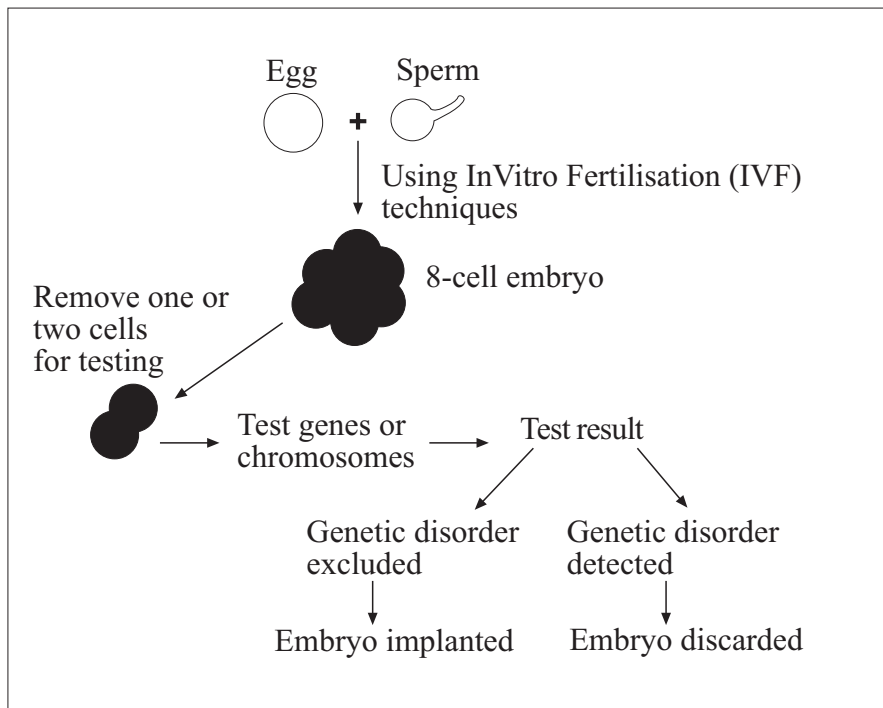 Egg
Sperm
+
Using InVitro Fertilisation (IVF)
techniques
8-cell embryo
Remove one or
two cells
for testing
Test genes or
chromosomes
Test result
Genetic disorder
excluded
Genetic disorder
detected
Embryo implanted
Embryo discarded